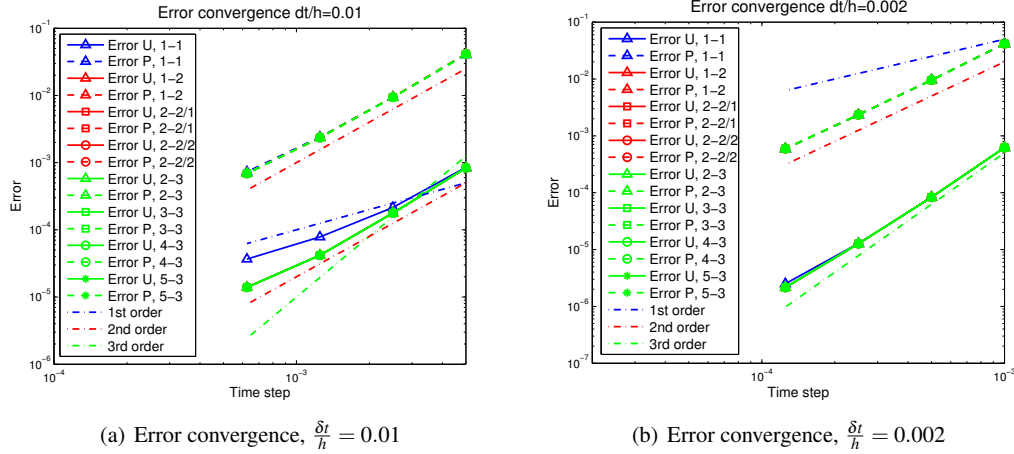 Error convergence dt/h=0.01
10^-1
10^-2
10^-3
10^-4
10^-5
10^-6
Error
Error U, 1−1
Error P, 1−1
Error U, 1−2
Error P, 1−2
Error U, 2−2/1
Error P, 2−2/1
Error U, 2−2/2
Error P, 2−2/2
Error U, 2−3
Error P, 2−3
Error U, 3−3
Error P, 3−3
Error U, 4−3
Error P, 4−3
Error U, 5−3
Error P, 5−3
1st order
2nd order
3rd order
10^-4
10^-3
Time step
(a) Error convergence, δt/h = 0.01
Error convergence dt/h=0.002
10^0
10^-1
10^-2
10^-3
10^-4
10^-5
10^-6
10^-7
Error
Error U, 1−1
Error P, 1−1
Error U, 1−2
Error P, 1−2
Error U, 2−2/1
Error P, 2−2/1
Error U, 2−2/2
Error P, 2−2/2
Error U, 2−3
Error P, 2−3
Error U, 3−3
Error P, 3−3
Error U, 4−3
Error P, 4−3
Error U, 5−3
Error P, 5−3
1st order
2nd order
3rd order
10^-4
10^-3
Time step
(b) Error convergence, δt/h = 0.002